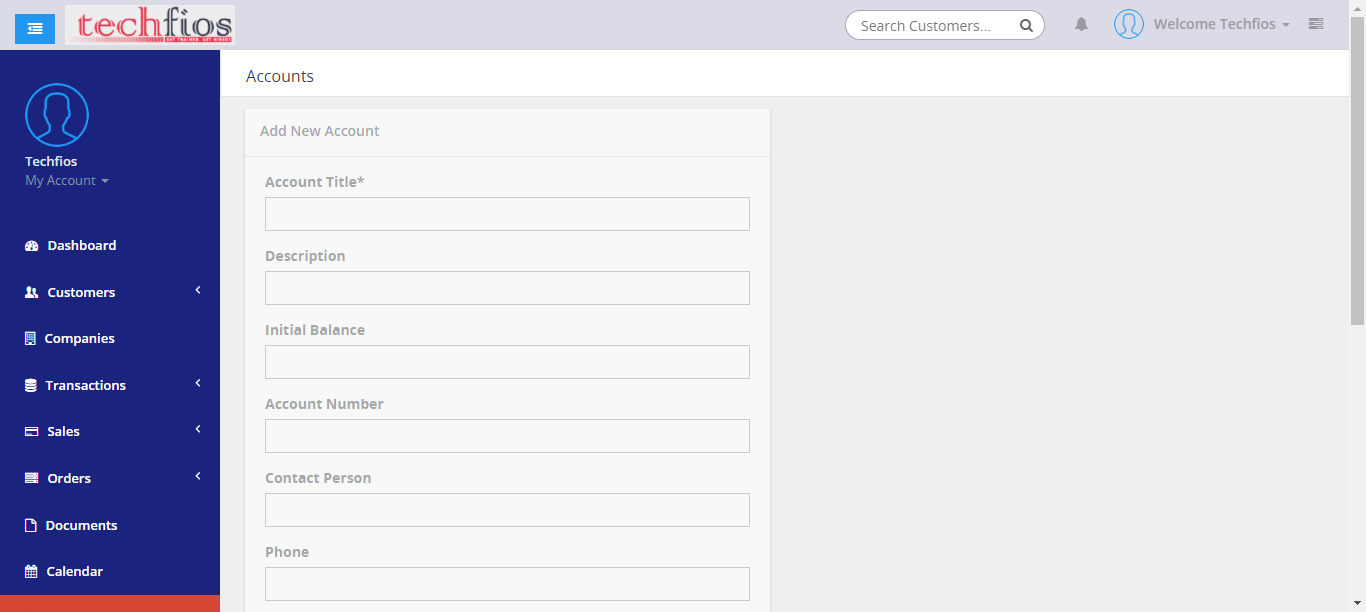 techfios
GET TRAINED. GET HIRED!
Search Customers...
Welcome Techfios
Techfios
My Account
Dashboard
Customers
Companies
Transactions
Sales
Orders
Documents
Calendar
Accounts
Add New Account
Account Title*
Description
Initial Balance
Account Number
Contact Person
Phone